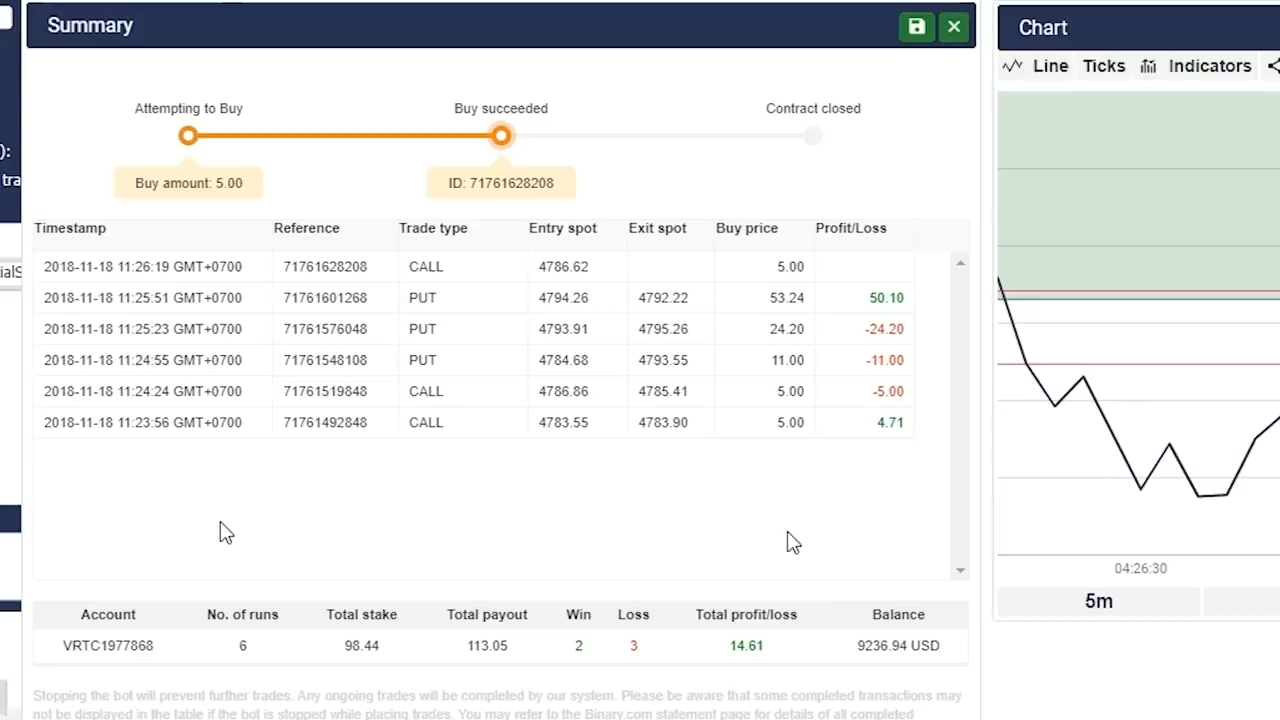 Summary
Chart
Line Ticks Indicators
):
tra
ialS
Attempting to Buy Buy succeeded Contract closed
Buy amount: 5.00 ID: 71761628208
Timestamp Reference Trade type Entry spot Exit spot Buy price Profit/Loss
2018-11-18 11:26:19 GMT+0700 71761628208 CALL 4786.62 5.00
2018-11-18 11:25:51 GMT+0700 71761601268 PUT 4794.26 4792.22 53.24 50.10
2018-11-18 11:25:23 GMT+0700 71761576048 PUT 4793.91 4795.26 24.20 -24.20
2018-11-18 11:24:55 GMT+0700 71761548108 PUT 4784.68 4793.55 11.00 -11.00
2018-11-18 11:24:24 GMT+0700 71761519848 CALL 4786.86 4785.41 5.00 -5.00
2018-11-18 11:23:56 GMT+0700 71761492848 CALL 4783.55 4783.90 5.00 4.71
04:26:30
5m
Account No. of runs Total stake Total payout Win Loss Total profit/loss Balance
VRTC1977868 6 98.44 113.05 2 3 14.61 9236.94 USD
Stopping the bot will prevent further trades. Any ongoing trades will be completed by our system. Please be aware that some completed transactions may
not be displayed in the table if the bot is stopped while placing trades. You may refer to the Binary.com statement page for details of all completed